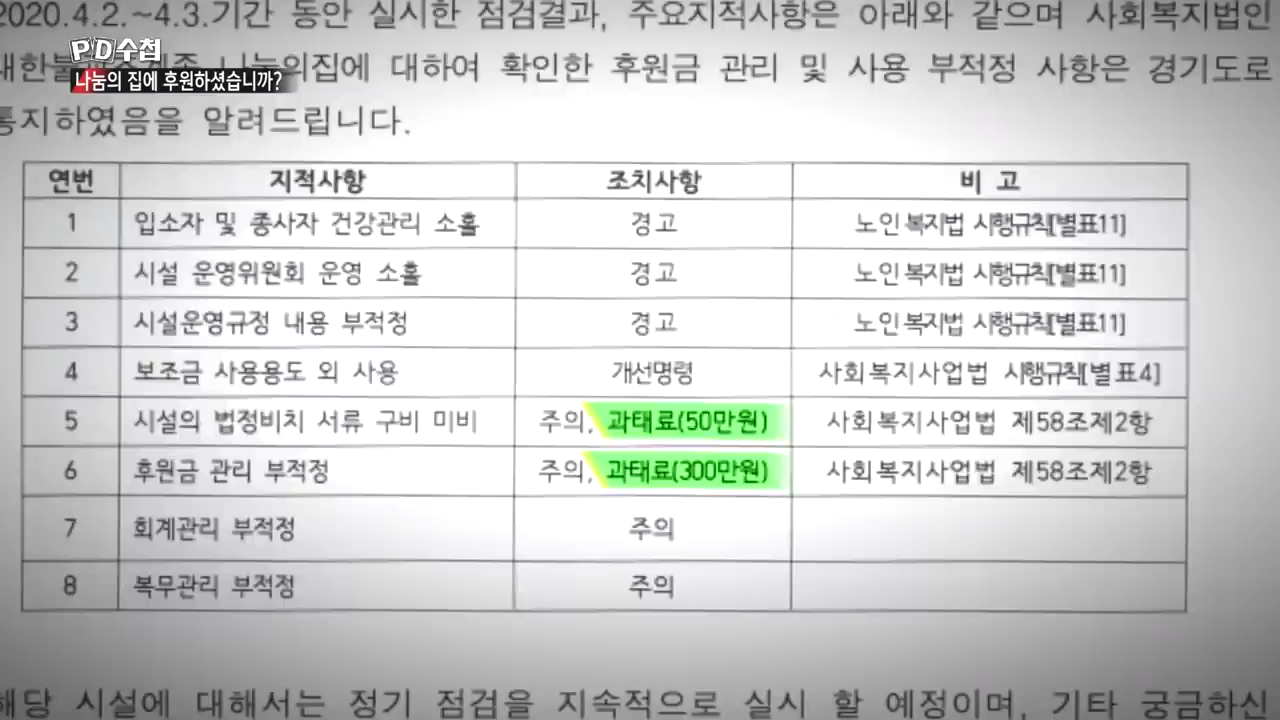 2020.4.2.~4.3.기간 동안 실시한 점검결과, 주요지적사항은 아래와 같으며 사회복지법인
PD수첩
나눔의집에 대하여 확인한 후원금 관리 및 사용 부적정 사항은 경기도로
나눔의 집에 후원하셨습니까?
통지하였음을 알려드립니다.
연번 지적사항 조치사항 비 고
1 입소자 및 종사자 건강관리 소홀 경고 노인복지법 시행규칙[별표11]
2 시설 운영위원회 운영 소홀 경고 노인복지법 시행규칙[별표11]
3 시설운영규정 내용 부적정 경고 노인복지법 시행규칙[별표11]
4 보조금 사용용도 외 사용 개선명령 사회복지사업법 시행규칙[별표4]
5 시설의 법정비치 서류 구비 미비 주의, 과태료(50만원) 사회복지사업법 제58조제2항
6 후원금 관리 부적정 주의, 과태료(300만원) 사회복지사업법 제58조제2항
7 회계관리 부적정 주의
8 복무관리 부적정 주의
해당 시설에 대해서는 정기 점검을 지속적으로 실시 할 예정이며, 기타 궁금하신